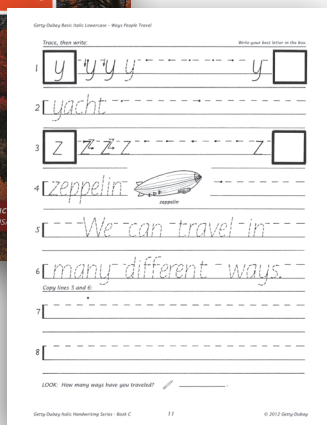 Getty-Dubay Basic Italic Lowercase - Ways People Travel
Trace, then write:
Write your best letter in the box.
1 y y y y y
2 yacht
3 z z z z z
4 zeppelin
zeppelin
5 We can travel in
6 many different ways.
Copy lines 5 and 6:
7
8
LOOK: How many ways have you traveled?
Getty-Dubay Italic Handwriting Series - Book C 11 © 2012 Getty-Dubay